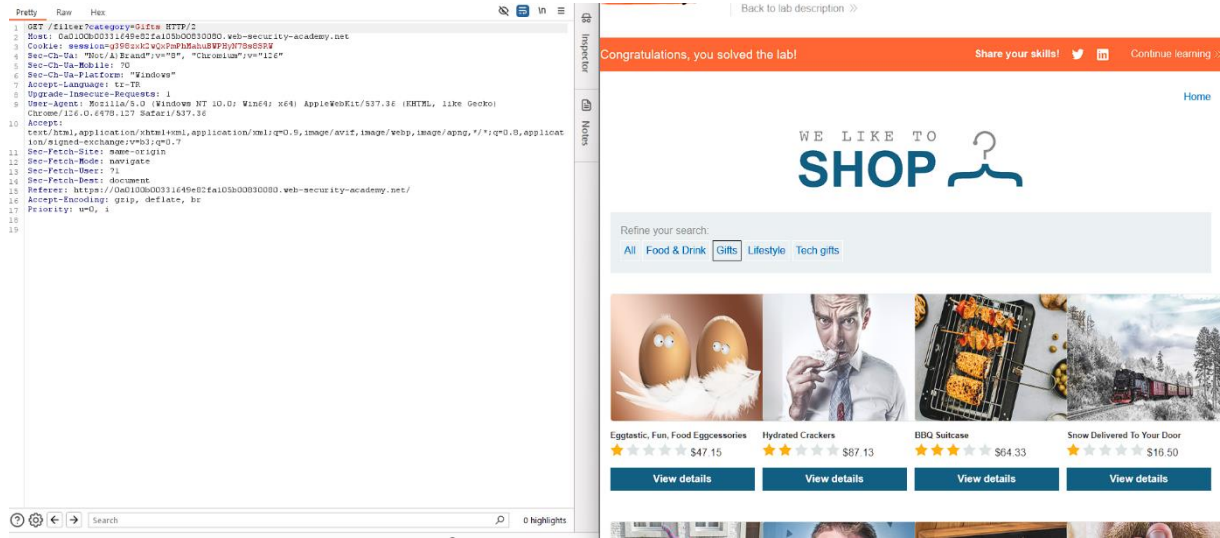 Pretty Raw Hex
\n
1 GET /filter?category=Gifts HTTP/2
2 Host: 0a0100b00331649e82fa105b00830080.web-security-academy.net
3 Cookie: session=
4 Sec-Ch-Ua: "Not/A)Brand";v="8", "Chromium";v="126"
5 Sec-Ch-Ua-Mobile: ?0
6 Sec-Ch-Ua-Platform: "Windows"
7 Accept-Language: tr-TR
8 Upgrade-Insecure-Requests: 1
9 User-Agent: Mozilla/5.0 (Windows NT 10.0; Win64; x64) AppleWebKit/537.36 (KHTML, like Gecko)
Chrome/126.0.6478.127 Safari/537.36
10 Accept:
text/html,application/xhtml+xml,application/xml;q=0.9,image/avif,image/webp,image/apng,*/*;q=0.8,applicat
ion/signed-exchange;v=b3;q=0.7
11 Sec-Fetch-Site: same-origin
12 Sec-Fetch-Mode: navigate
13 Sec-Fetch-User: ?1
14 Sec-Fetch-Dest: document
15 Referer: https://0a0100b00331649e82fa105b00830080.web-security-academy.net/
16 Accept-Encoding: gzip, deflate, br
17 Priority: u=0, i
18
19
Search
0 highlights
Inspector
Notes
Back to lab description
Congratulations, you solved the lab! Share your skills! Continue learning
Home
WE LIKE TO
SHOP
Refine your search:
All Food & Drink Gifts Lifestyle Tech gifts
Eggtastic, Fun, Food Eggcessories Hydrated Crackers BBQ Suitcase Snow Delivered To Your Door
$47.15 $87.13 $64.33 $16.50
View details View details View details View details